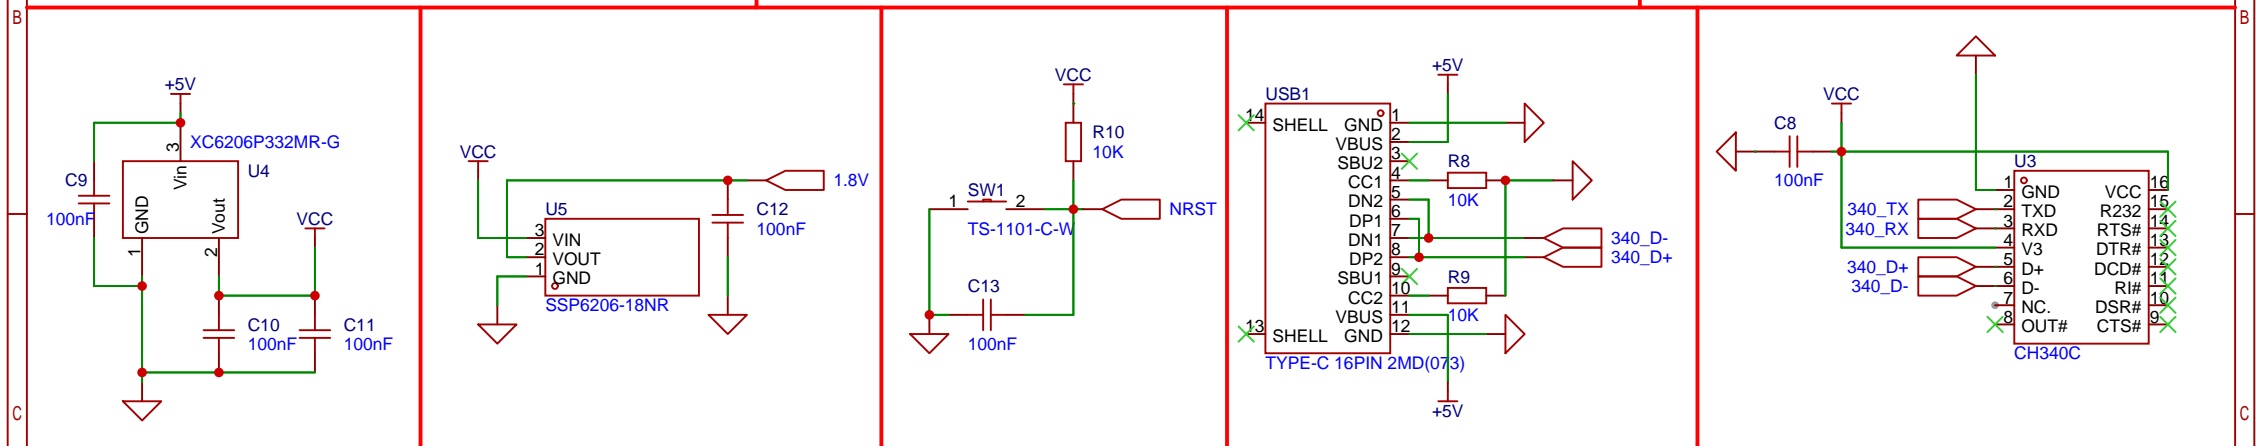 B
+5V
XC6206P332MR-G
3
U4
Vin
C9
100nF
GND
Vout
1
2
VCC
C10
100nF
C11
100nF
VCC
1.8V
C12
100nF
U5
3
VIN
2
VOUT
1
GND
SSP6206-18NR
VCC
R10
10K
1
SW1
2
TS-1101-C-W
NRST
C13
100nF
+5V
USB1
14
SHELL
GND
1
VBUS
2
SBU2
3
CC1
4
DN2
5
DP1
6
DN1
7
DP2
8
SBU1
9
CC2
10
VBUS
11
13
SHELL
GND
12
TYPE-C 16PIN 2MD(073)
R8
10K
340_D-
340_D+
R9
10K
+5V
VCC
C8
100nF
U3
1
GND
VCC
16
340_TX
2
TXD
R232
15
340_RX
3
RXD
RTS#
14
4
V3
DTR#
13
340_D+
5
D+
DCD#
12
340_D-
6
D-
RI#
11
7
NC.
DSR#
10
8
OUT#
CTS#
9
CH340C
B
C
C